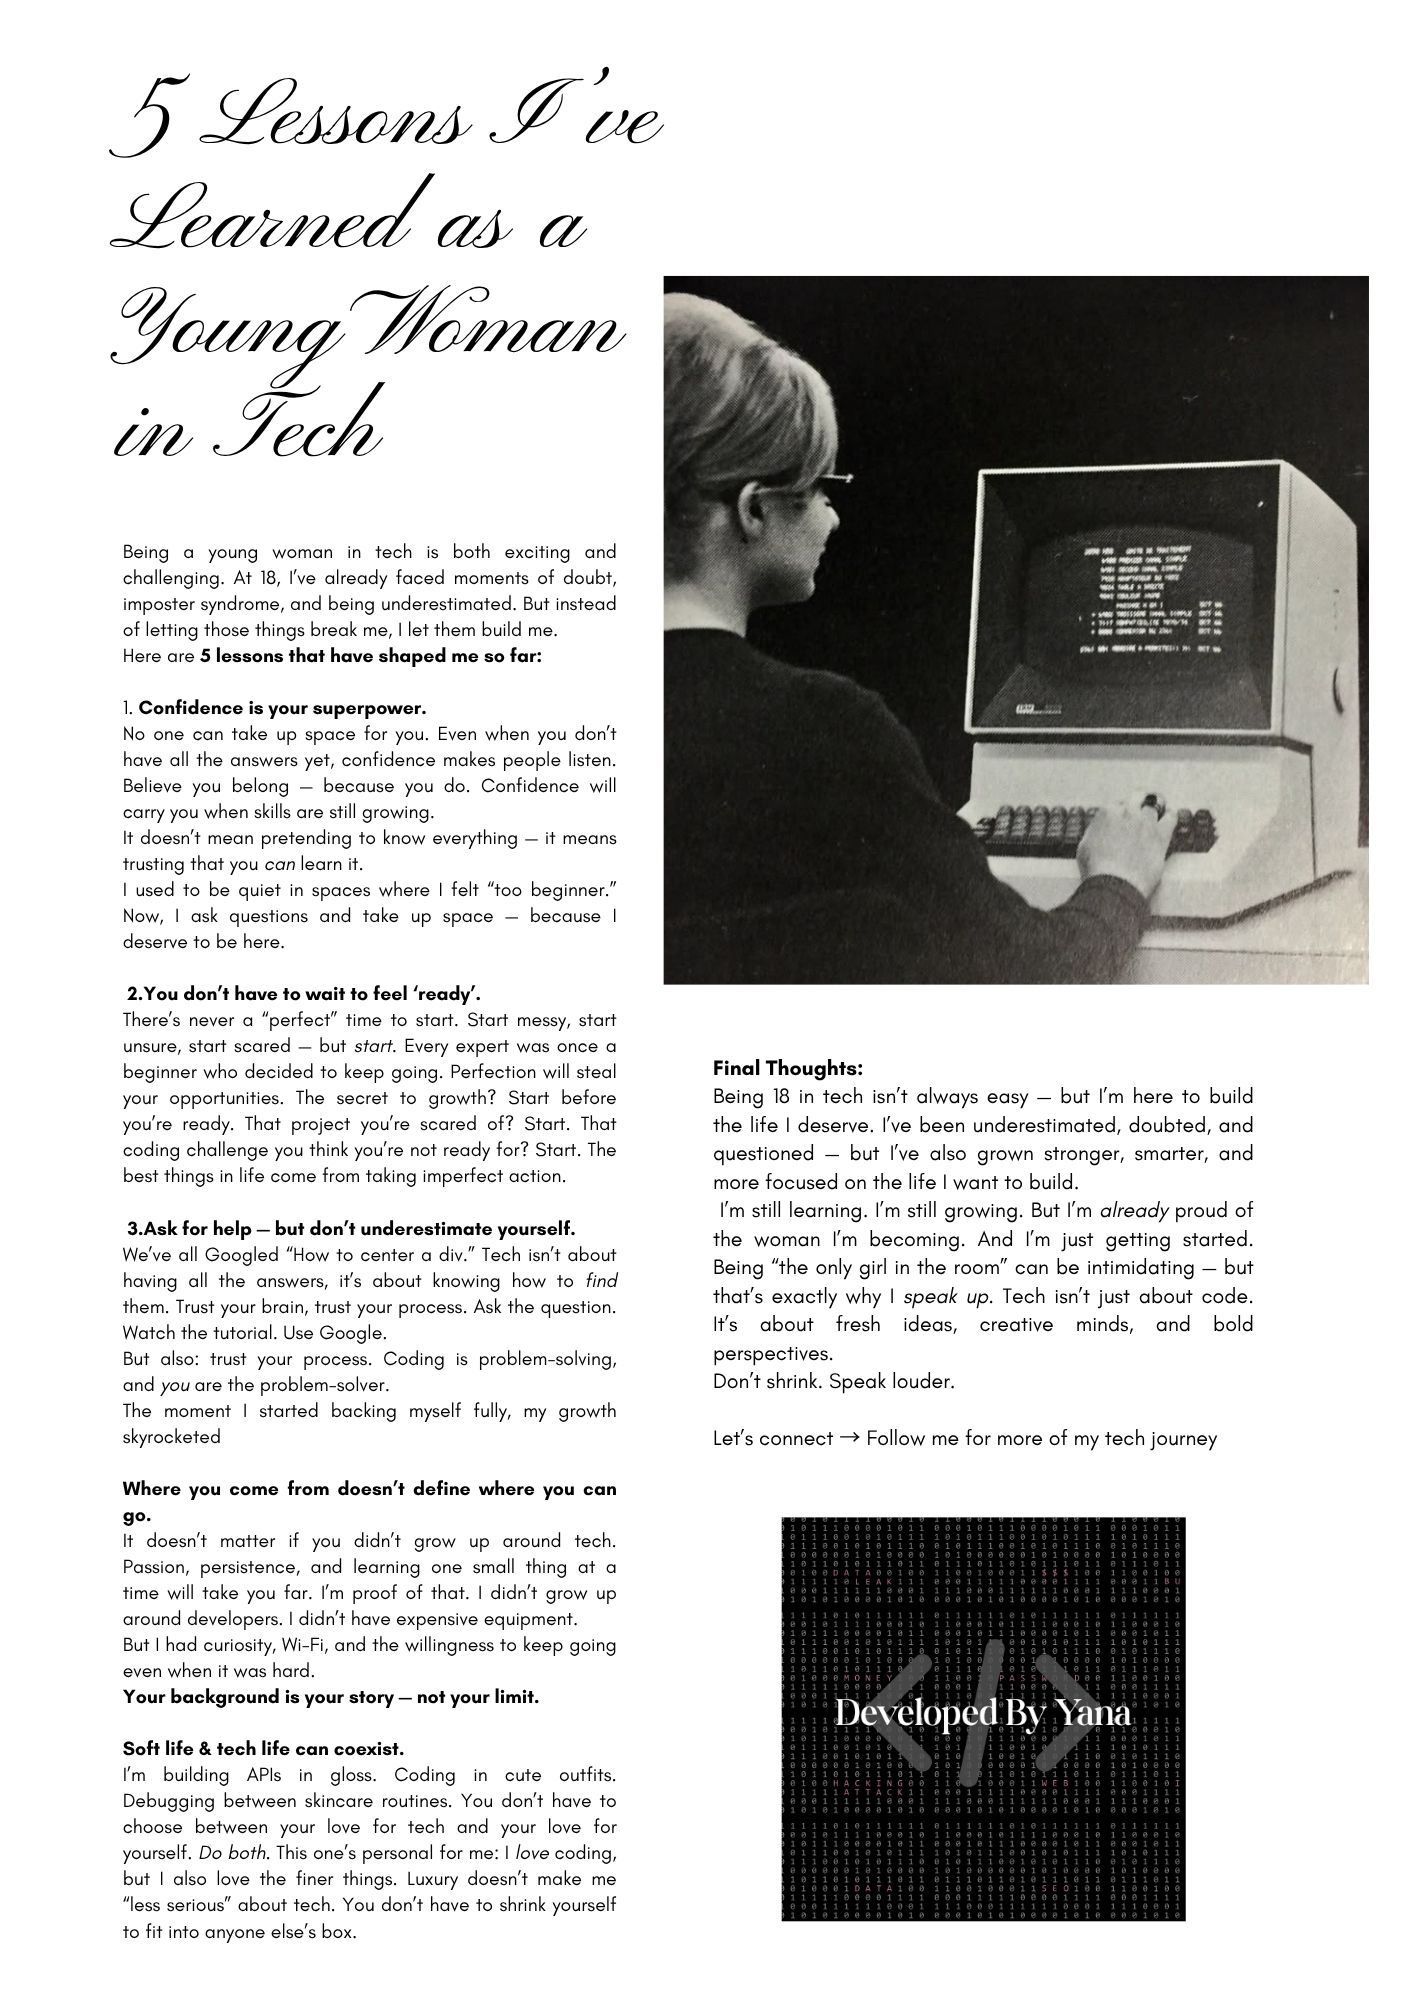 5 Lessons I've
Learned as a
Young Woman
in Tech
Being a young woman in tech is both exciting and
challenging. At 18, I've already faced moments of doubt,
imposter syndrome, and being underestimated. But instead
of letting those things break me, I let them build me.
Here are 5 lessons that have shaped me so far:
1. Confidence is your superpower.
No one can take up space for you. Even when you don't
have all the answers yet, confidence makes people listen.
Believe you belong — because you do. Confidence will
carry you when skills are still growing.
It doesn't mean pretending to know everything — it means
trusting that you can learn it.
I used to be quiet in spaces where I felt “too beginner.”
Now, I ask questions and take up space — because I
deserve to be here.
2.You don't have to wait to feel ‘ready’.
There's never a “perfect” time to start. Start messy, start
unsure, start scared — but start. Every expert was once a
beginner who decided to keep going. Perfection will steal
your opportunities. The secret to growth? Start before
you're ready. That project you're scared of? Start. That
coding challenge you think you're not ready for? Start. The
best things in life come from taking imperfect action.
3.Ask for help — but don't underestimate yourself.
We've all Googled “How to center a div.” Tech isn't about
having all the answers, it's about knowing how to find
them. Trust your brain, trust your process. Ask the question.
Watch the tutorial. Use Google.
But also: trust your process. Coding is problem-solving,
and you are the problem-solver.
The moment I started backing myself fully, my growth
skyrocketed
Where you come from doesn't define where you can
go.
It doesn't matter if you didn't grow up around tech.
Passion, persistence, and learning one small thing at a
time will take you far. I'm proof of that. I didn't grow up
around developers. I didn't have expensive equipment.
But I had curiosity, Wi-Fi, and the willingness to keep going
even when it was hard.
Your background is your story — not your limit.
Soft life & tech life can coexist.
I'm building APIs in gloss. Coding in cute outfits.
Debugging between skincare routines. You don't have to
choose between your love for tech and your love for
yourself. Do both. This one's personal for me: I love coding,
but I also love the finer things. Luxury doesn't make me
“less serious” about tech. You don't have to shrink yourself
to fit into anyone else's box.
Final Thoughts:
Being 18 in tech isn't always easy — but I'm here to build
the life I deserve. I've been underestimated, doubted, and
questioned — but I've also grown stronger, smarter, and
more focused on the life I want to build.
I'm still learning. I'm still growing. But I'm already proud of
the woman I'm becoming. And I'm just getting started.
Being “the only girl in the room” can be intimidating — but
that's exactly why I speak up. Tech isn't just about code.
It's about fresh ideas, creative minds, and bold
perspectives.
Don't shrink. Speak louder.
Let's connect → Follow me for more of my tech journey
DATA
LEAK
MONEY
Developed By Yana
HACKING
WEB
ATTACK
DATA
SEO